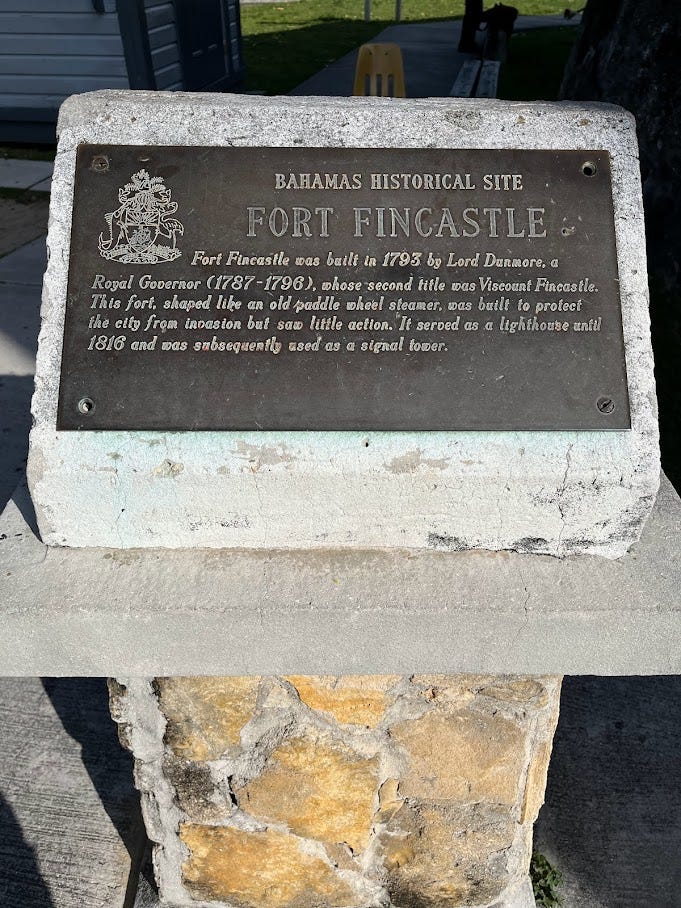 BAHAMAS HISTORICAL SITE
FORT FINCASTLE
Fort Fincastle was built in 1793 by Lord Dunmore, a
Royal Governor (1787-1796), whose second title was Viscount Fincastle.
This fort, shaped like an old paddle wheel steamer, was built to protect
the city from invasion but saw little action. It served as a lighthouse until
1816 and was subsequently used as a signal tower.